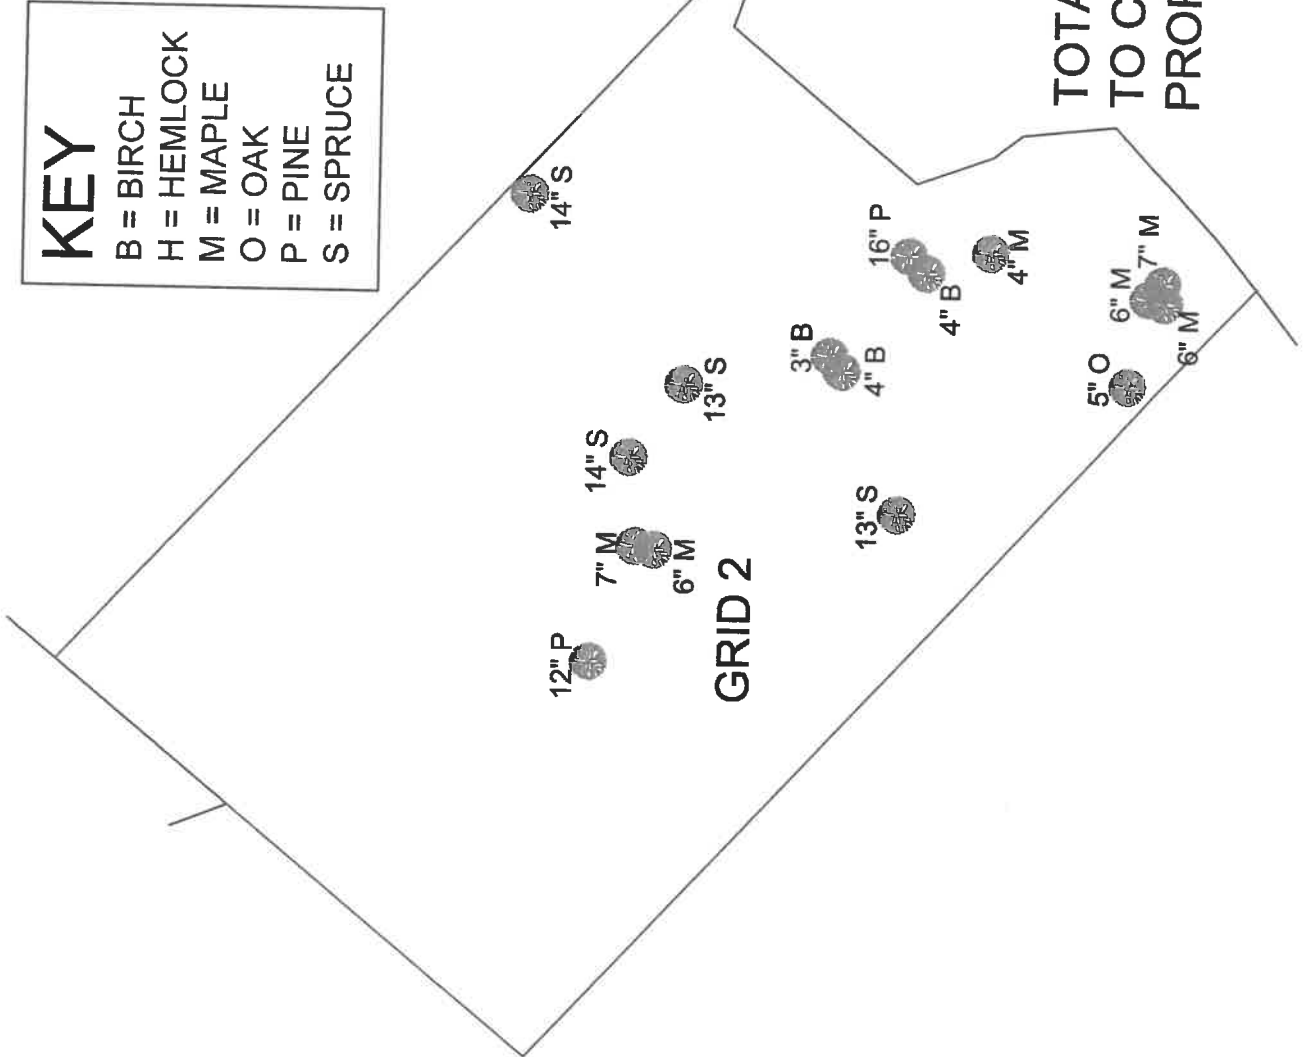 KEY
B = BIRCH
H = HEMLOCK
M = MAPLE
O = OAK
P = PINE
S = SPRUCE
14" S
16" P
4" B
4" M
6" M
7" M
6" M
3" B
4" B
5" O
13" S
14" S
13" S
7" M
6" M
12" P
GRID 2
TO C